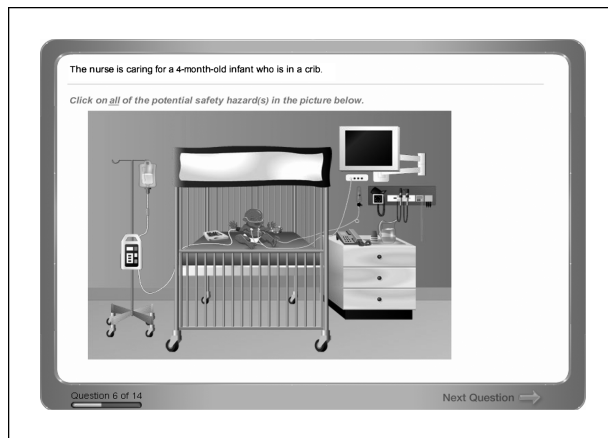 The nurse is caring for a 4-month-old infant who is in a crib.
Click on all of the potential safety hazard(s) in the picture below.
Question 6 of 14
Next Question